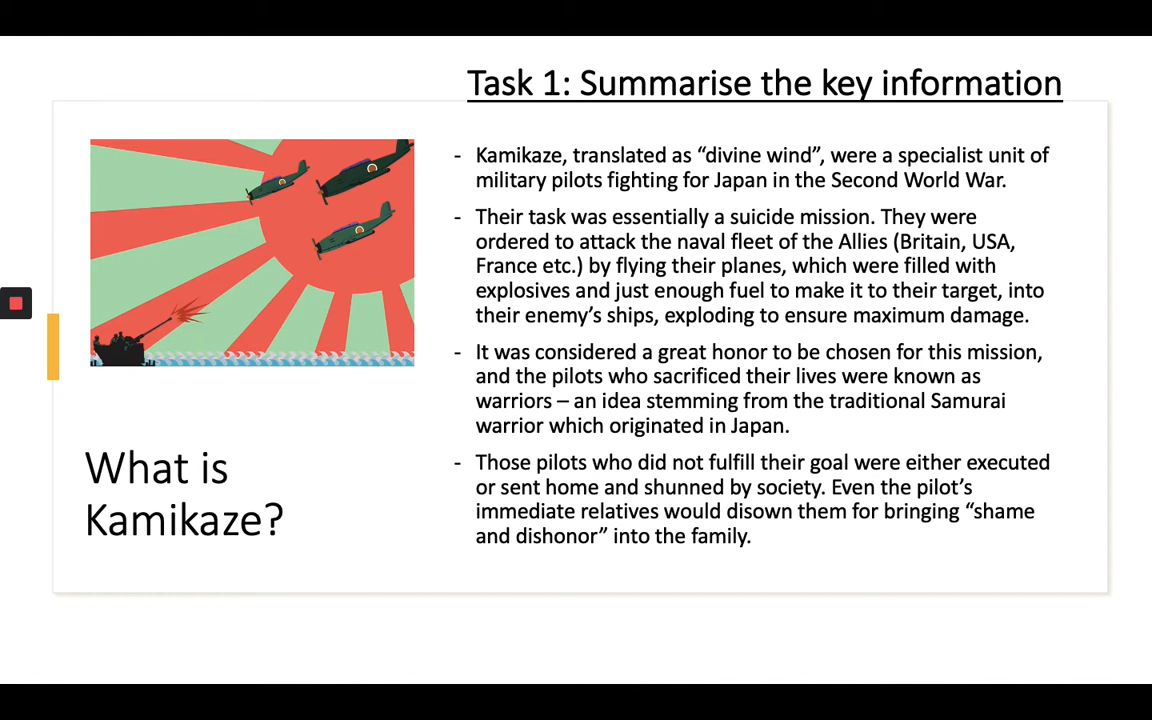 Task 1: Summarise the key information
- Kamikaze, translated as “divine wind”, were a specialist unit of
military pilots fighting for Japan in the Second World War.
- Their task was essentially a suicide mission. They were
ordered to attack the naval fleet of the Allies (Britain, USA,
France etc.) by flying their planes, which were filled with
explosives and just enough fuel to make it to their target, into
their enemy’s ships, exploding to ensure maximum damage.
- It was considered a great honor to be chosen for this mission,
and the pilots who sacrificed their lives were known as
warriors – an idea stemming from the traditional Samurai
warrior which originated in Japan.
- Those pilots who did not fulfill their goal were either executed
or sent home and shunned by society. Even the pilot’s
immediate relatives would disown them for bringing “shame
and dishonor” into the family.
What is
Kamikaze?